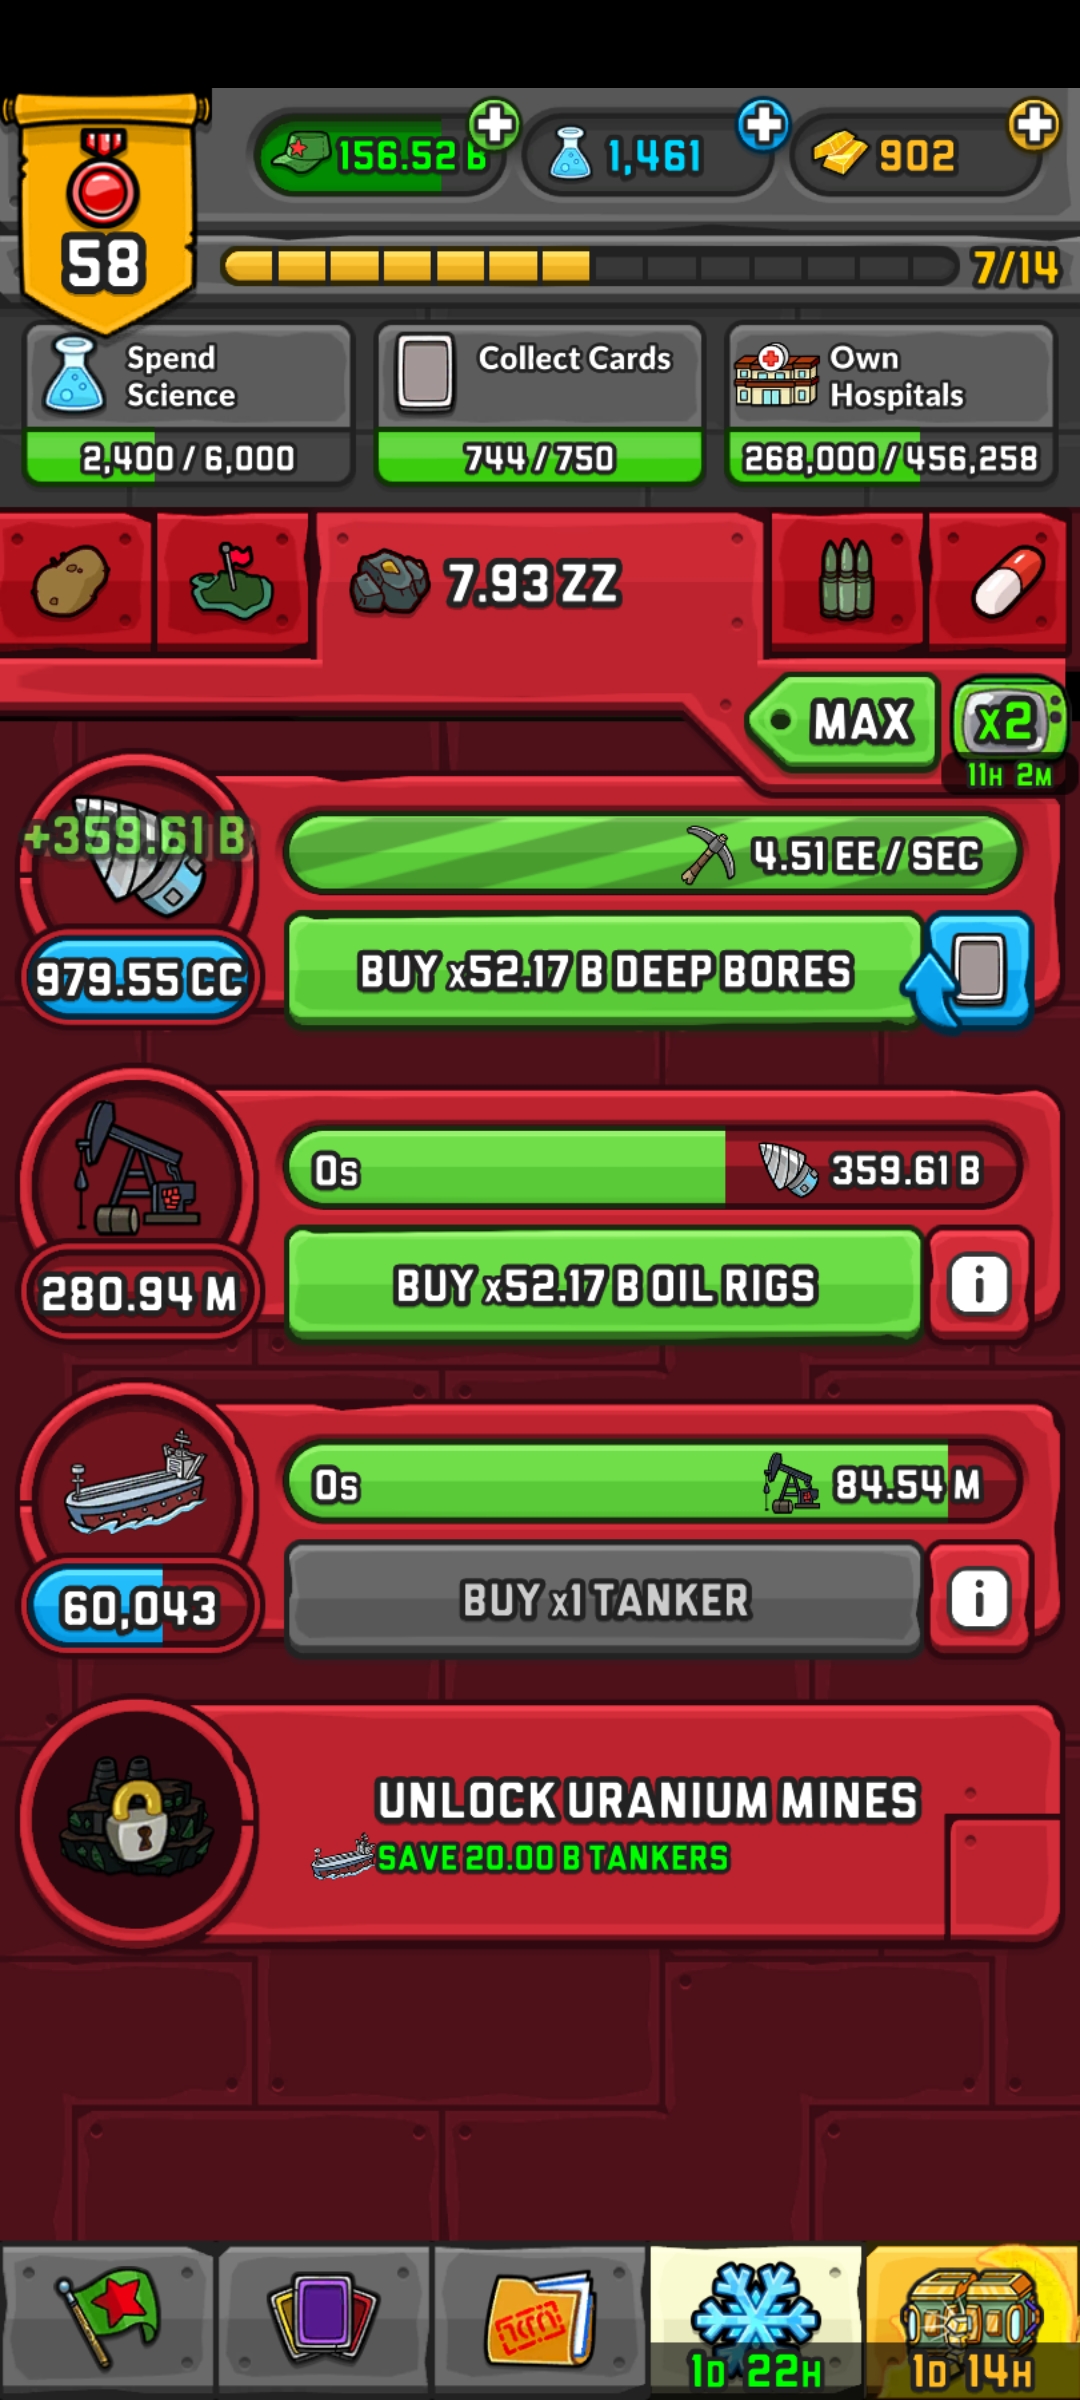 58
156.52 B
1,461
902
7/14
Spend
Science
2,400 / 6,000
Collect Cards
744 / 750
Own
Hospitals
268,000 / 456,258
7.93 ZZ
MAX
x2
11H 2M
+359.61 B
4.51 EE / SEC
979.55 CC
BUY x52.17 B DEEP BORES
0s
359.61 B
280.94 M
BUY x52.17 B OIL RIGS
i
0s
84.54 M
60,043
BUY x1 TANKER
i
UNLOCK URANIUM MINES
SAVE 20.00 B TANKERS
1D 22H
1D 14H